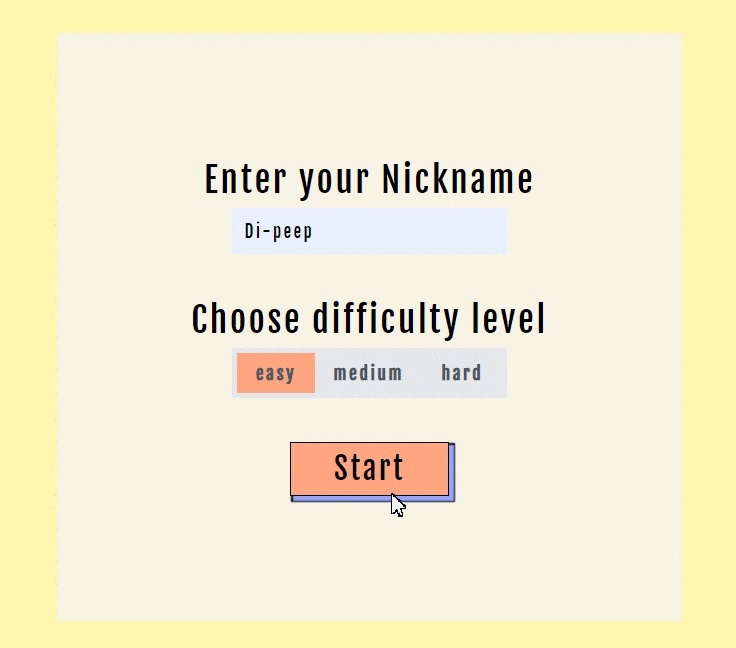 Enter your Nickname
Di-peep
Choose difficulty level
easy medium hard
Start